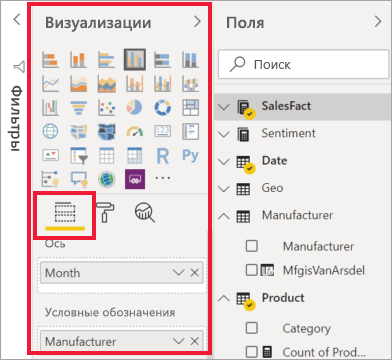 Фильтры
Визуализации
R
Py
Ось
Month
Условные обозначения
Manufacturer
Поля
Поиск
SalesFact
Sentiment
Date
Geo
Manufacturer
Manufacturer
MfgisVanArsdel
Product
Category
Count of Product